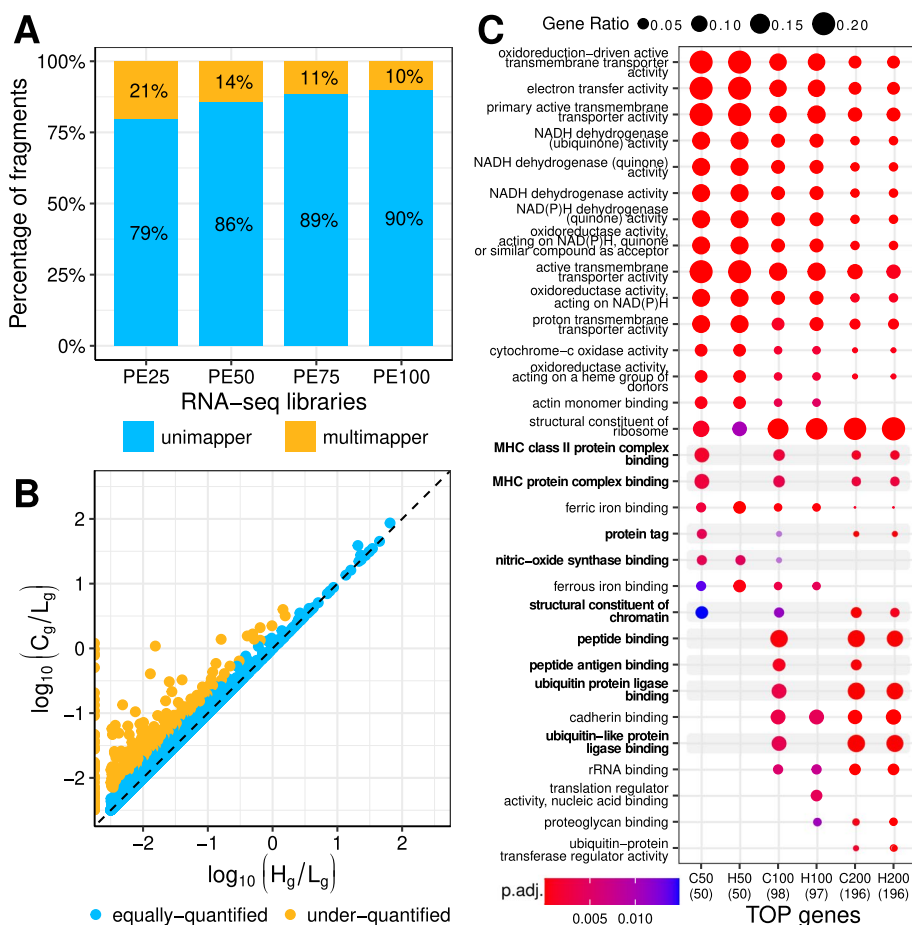 A
Percentage of fragments
100%
75%
50%
25%
0%
21%
14%
11%
10%
79%
86%
89%
90%
PE25 PE50 PE75 PE100
RNA−seq libraries
unimapper multimapper
B
log10 (Cg/Lg)
2
1
0
−1
−2
−2 −1 0 1 2
log10 (Hg/Lg)
equally−quantified under−quantified
C
Gene Ratio 0.05 0.10 0.15 0.20
oxidoreduction−driven active
transmembrane transporter
activity
electron transfer activity
primary active transmembrane
transporter activity
NADH dehydrogenase
(ubiquinone) activity
NADH dehydrogenase (quinone)
activity
NADH dehydrogenase activity
NAD(P)H dehydrogenase
(quinone) activity
oxidoreductase activity,
acting on NAD(P)H, quinone
or similar compound as acceptor
active transmembrane
transporter activity
oxidoreductase activity,
acting on NAD(P)H
proton transmembrane
transporter activity
cytochrome−c oxidase activity
oxidoreductase activity,
acting on a heme group of
donors
actin monomer binding
structural constituent of
ribosome
MHC class II protein complex
binding
MHC protein complex binding
ferric iron binding
protein tag
nitric−oxide synthase binding
ferrous iron binding
structural constituent of
chromatin
peptide binding
peptide antigen binding
ubiquitin protein ligase
binding
cadherin binding
ubiquitin−like protein
ligase binding
rRNA binding
translation regulator
activity, nucleic acid binding
proteoglycan binding
ubiquitin−protein
transferase regulator activity
C50 H50 C100 H100 C200 H200
(50) (50) (98) (97) (196) (196)
TOP genes
p.adj.
0.005 0.010